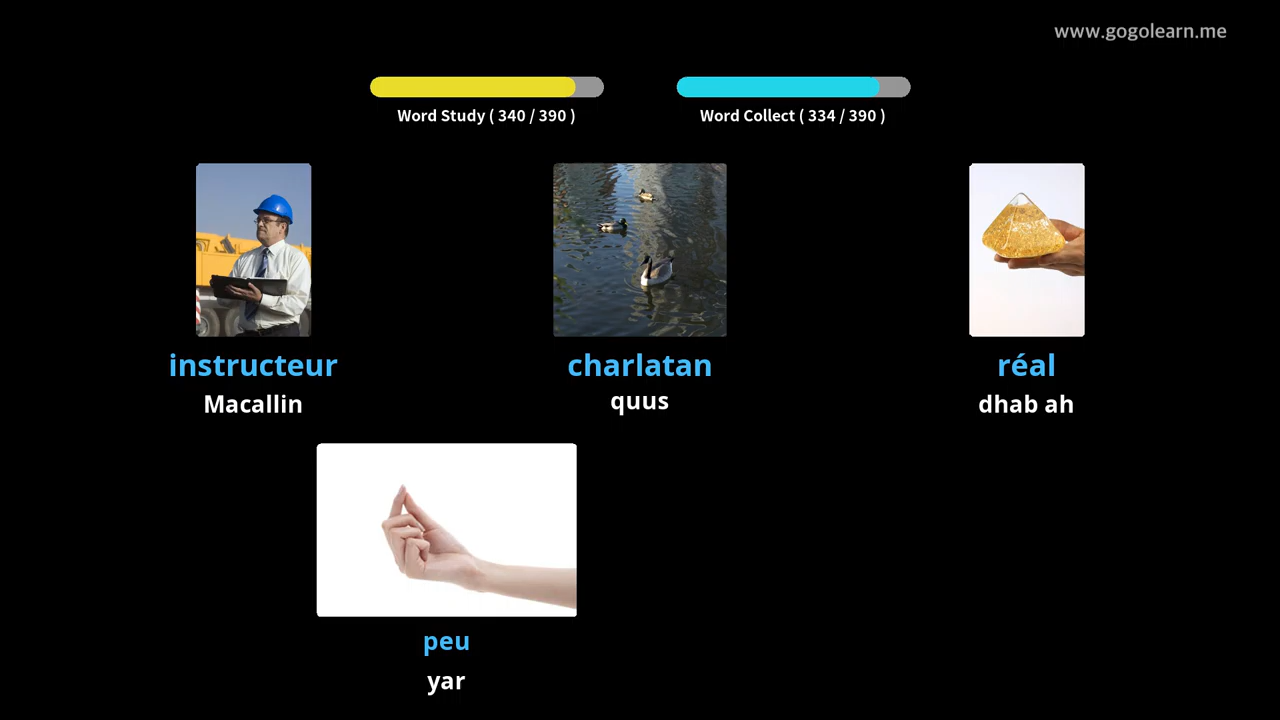 www.gogolearn.me
Word Study ( 340 / 390 )
Word Collect ( 334 / 390 )
instructeur
Macallin
charlatan
quus
réal
dhab ah
peu
yar